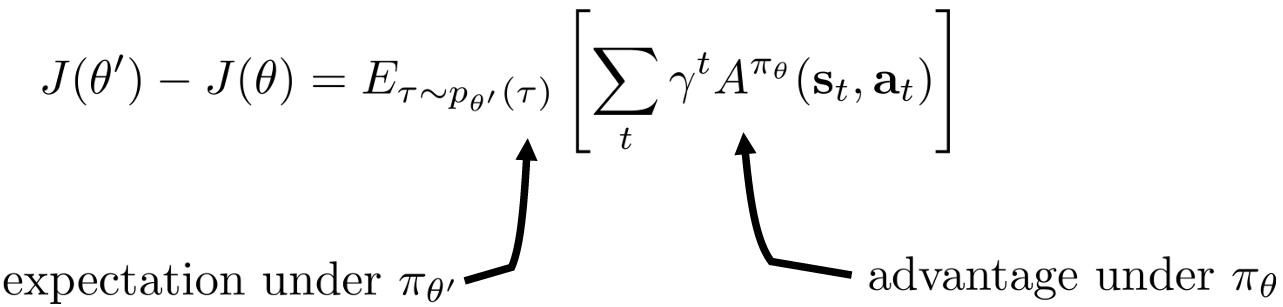 J(θ′) − J(θ) = E_{τ∼p_{θ′}(τ)} [∑_t γ^t A^{π_θ}(s_t, a_t)]
expectation under π_{θ′} advantage under π_θ